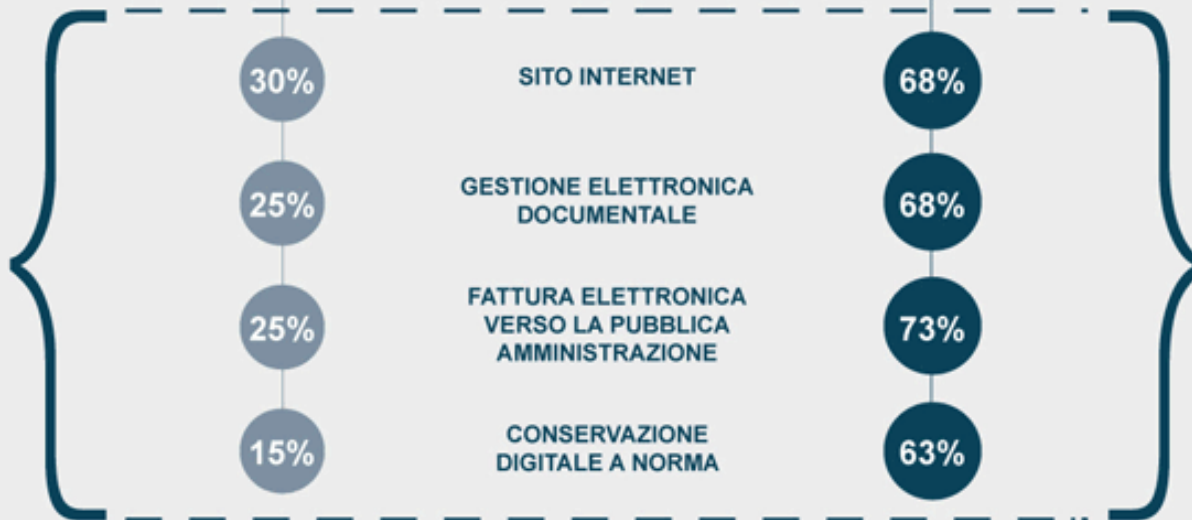 30% SITO INTERNET 68%
25% GESTIONE ELETTRONICA 68%
DOCUMENTALE
25% FATTURA ELETTRONICA 73%
VERSO LA PUBBLICA
AMMINISTRAZIONE
15% CONSERVAZIONE 63%
DIGITALE A NORMA